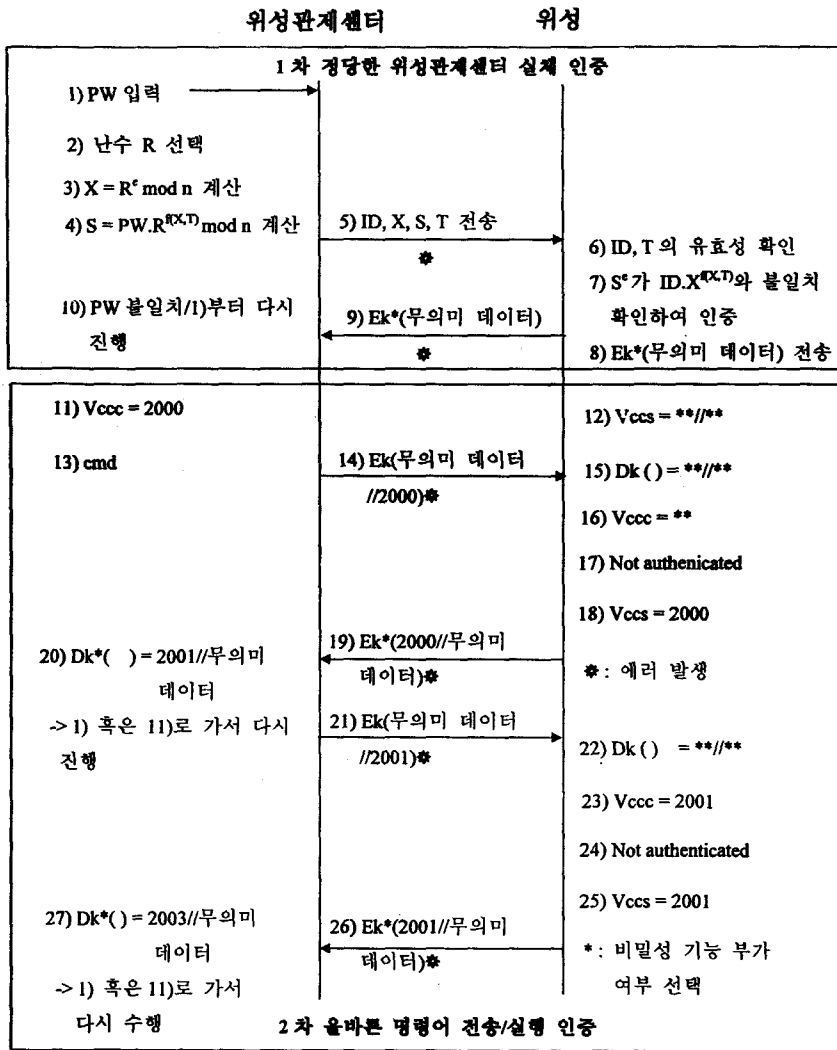 위성관재센터 위성
1 차 정당한 위성관재센터 실재 인증
1) PW 입력
2) 난수 R 선택
3) X = R^e mod n 계산
4) S = PW.R^f(X,T) mod n 계산
5) ID, X, S, T 전송
✽
6) ID, T 의 유효성 확인
7) S^e가 ID.X^f(X,T)와 불일치
확인하여 인증
8) Ek*(무의미 데이터) 전송
9) Ek*(무의미 데이터)
✽
10) PW 불일치/1)부터 다시
진행
11) Vccc = 2000
12) Vccs = **//**
13) cmd
14) Ek(무의미 데이터
//2000)✽
15) Dk ( ) = **//**
16) Vccc = **
17) Not authenicated
18) Vccs = 2000
19) Ek*(2000//무의미
데이터)✽
20) Dk*( ) = 2001//무의미
데이터
-> 1) 혹은 11)로 가서 다시
진행
✽ : 에러 발생
21) Ek(무의미 데이터
//2001)✽
22) Dk ( ) = **//**
23) Vccc = 2001
24) Not authenticated
25) Vccs = 2001
26) Ek*(2001//무의미
데이터)✽
27) Dk*( ) = 2003//무의미
데이터
-> 1) 혹은 11)로 가서
다시 수행
* : 비밀성 기능 부가
여부 선택
2 차 올바른 명령어 전송/실행 인증